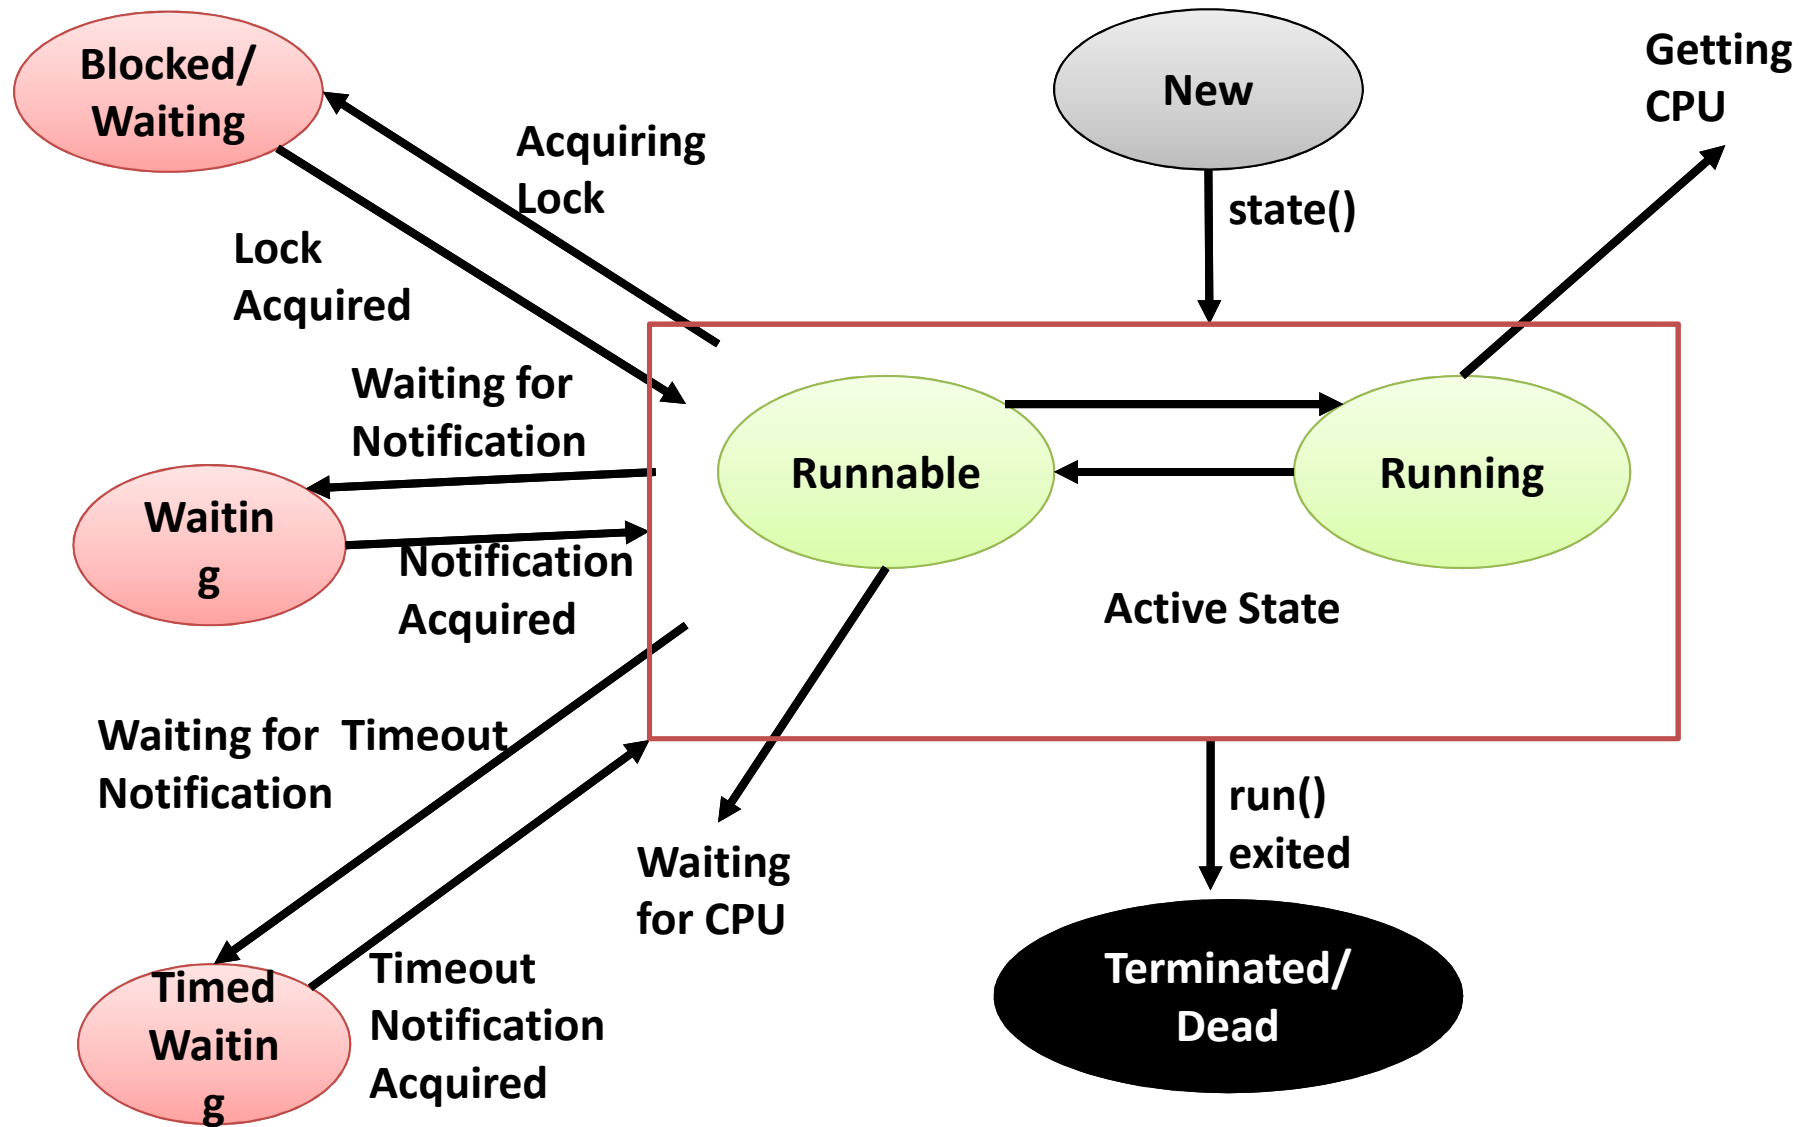 Blocked/
Waiting
New
Getting
CPU
Acquiring
Lock
state()
Lock
Acquired
Waiting for
Notification
Runnable
Running
Waitin
g
Notification
Acquired
Active State
Waiting for  Timeout
Notification
run()
exited
Waiting
for CPU
Timed
Waitin
g
Timeout
Notification
Acquired
Terminated/
Dead